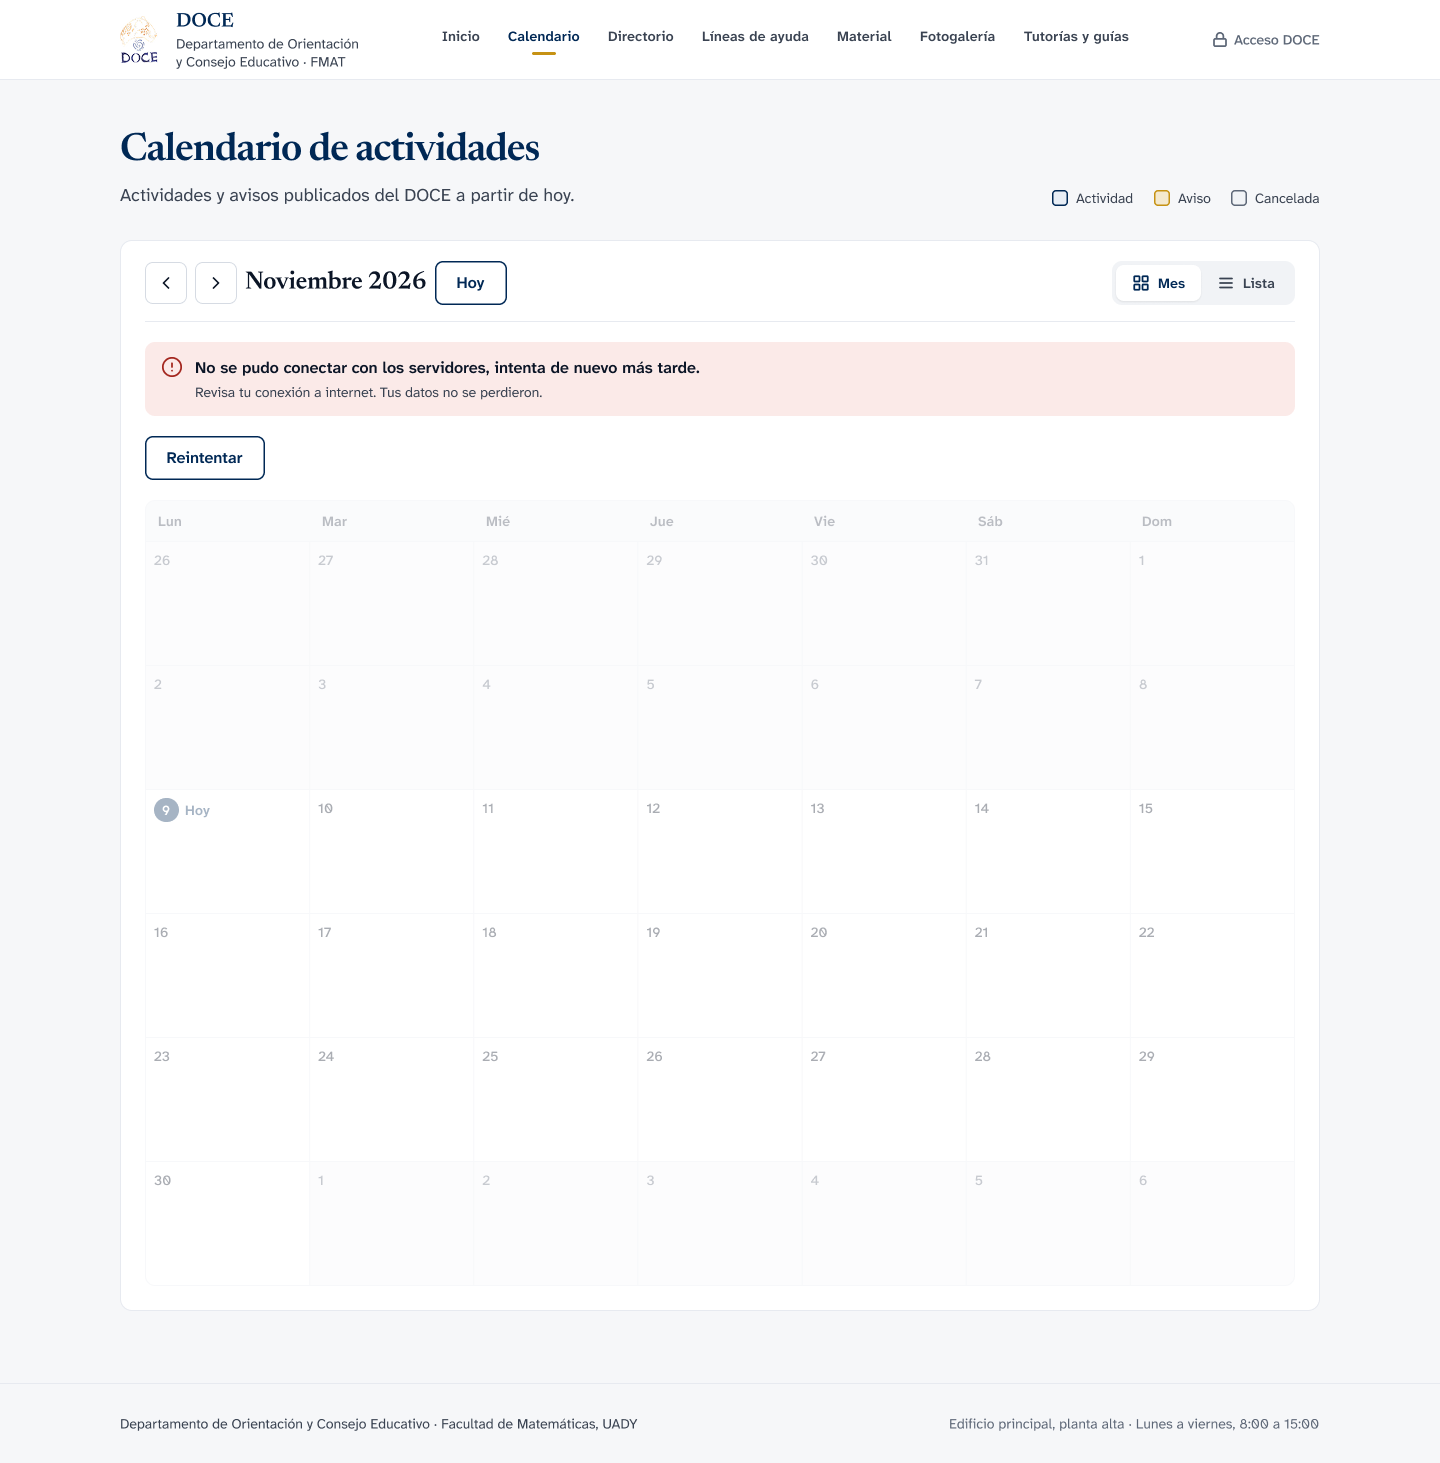 DOCE
DOCE
Departamento de Orientación
y Consejo Educativo · FMAT
Inicio
Calendario
Directorio
Líneas de ayuda
Material
Fotogalería
Tutorías y guías
Acceso DOCE
Calendario de actividades
Actividades y avisos publicados del DOCE a partir de hoy.
Actividad
Aviso
Cancelada
Noviembre 2026
Hoy
Mes
Lista
No se pudo conectar con los servidores, intenta de nuevo más tarde.
Revisa tu conexión a internet. Tus datos no se perdieron.
Reintentar
Lun Mar Mié Jue Vie Sáb Dom
26 27 28 29 30 31 1
2 3 4 5 6 7 8
9 Hoy 10 11 12 13 14 15
16 17 18 19 20 21 22
23 24 25 26 27 28 29
30 1 2 3 4 5 6
Departamento de Orientación y Consejo Educativo · Facultad de Matemáticas, UADY
Edificio principal, planta alta · Lunes a viernes, 8:00 a 15:00